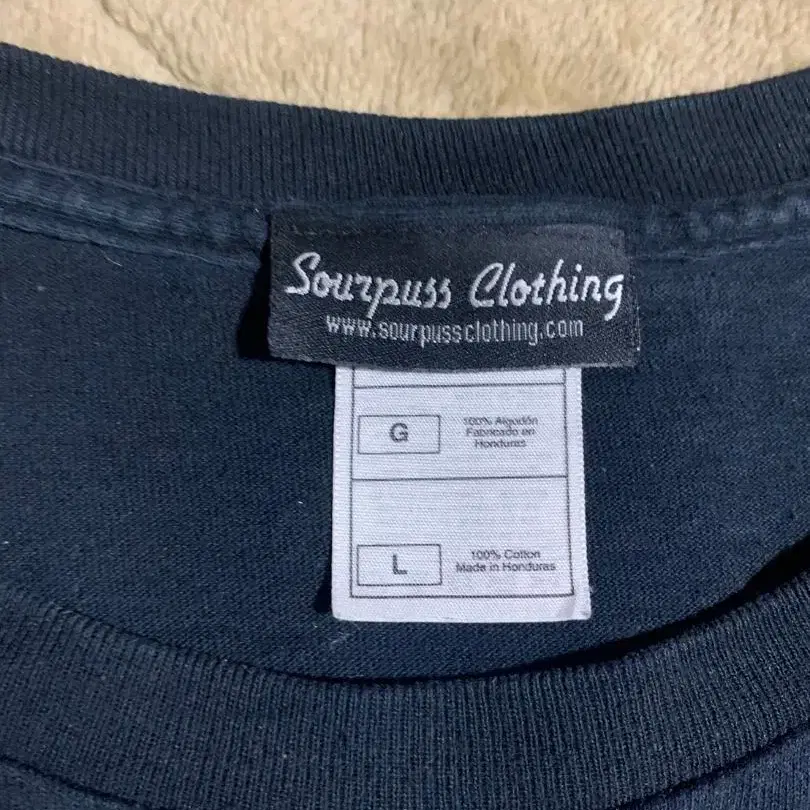 Sourpuss Clothing
www.sourpussclothing.com
G
100% Algodón
Fabricado en
Honduras
L
100% Cotton
Made in Honduras